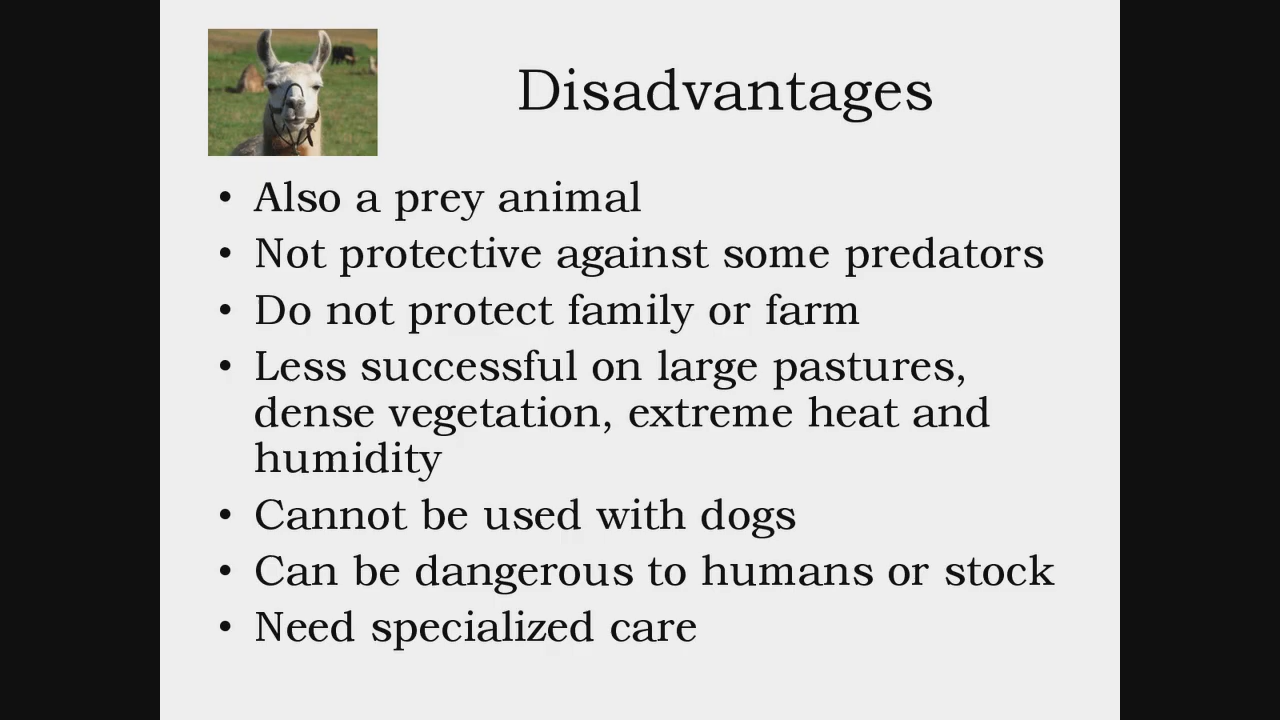 Disadvantages
• Also a prey animal
• Not protective against some predators
• Do not protect family or farm
• Less successful on large pastures,
dense vegetation, extreme heat and
humidity
• Cannot be used with dogs
• Can be dangerous to humans or stock
• Need specialized care